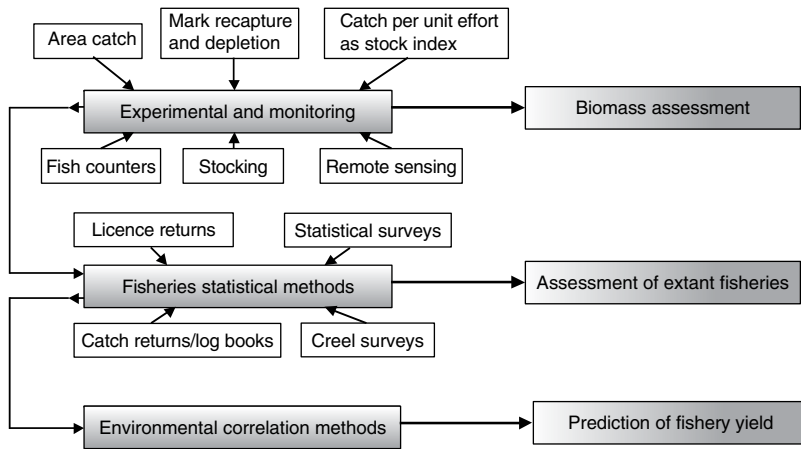 Area catch
Mark recapture
and depletion
Catch per unit effort
as stock index
Experimental and monitoring
Biomass assessment
Fish counters
Stocking
Remote sensing
Licence returns
Statistical surveys
Fisheries statistical methods
Assessment of extant fisheries
Catch returns/log books
Creel surveys
Environmental correlation methods
Prediction of fishery yield